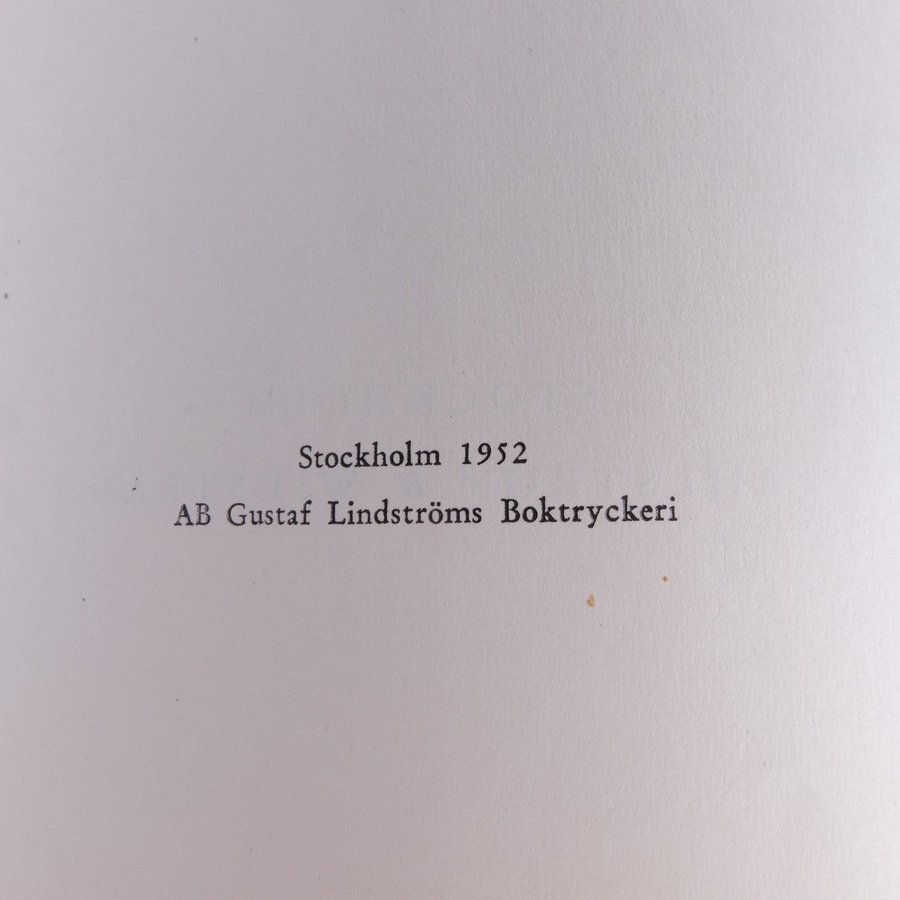 Stockholm 1952
AB Gustaf Lindströms Boktryckeri